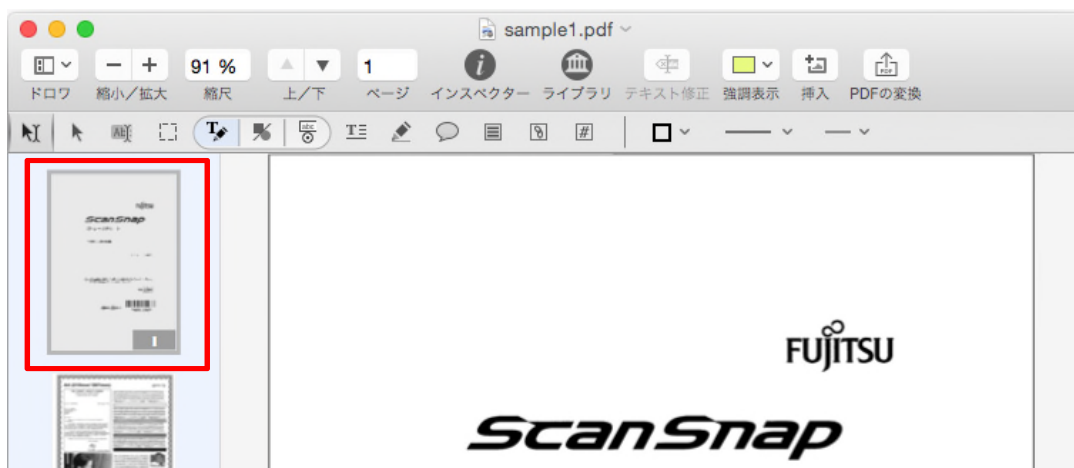 sample1.pdf
91 %
1
ドロワ
縮小/拡大
縮尺
上/下
ページ
インスペクター
ライブラリ
テキスト修正
強調表示
挿入
PDFの変換
FUJITSU
ScanSnap
FUJITSU
ScanSnap